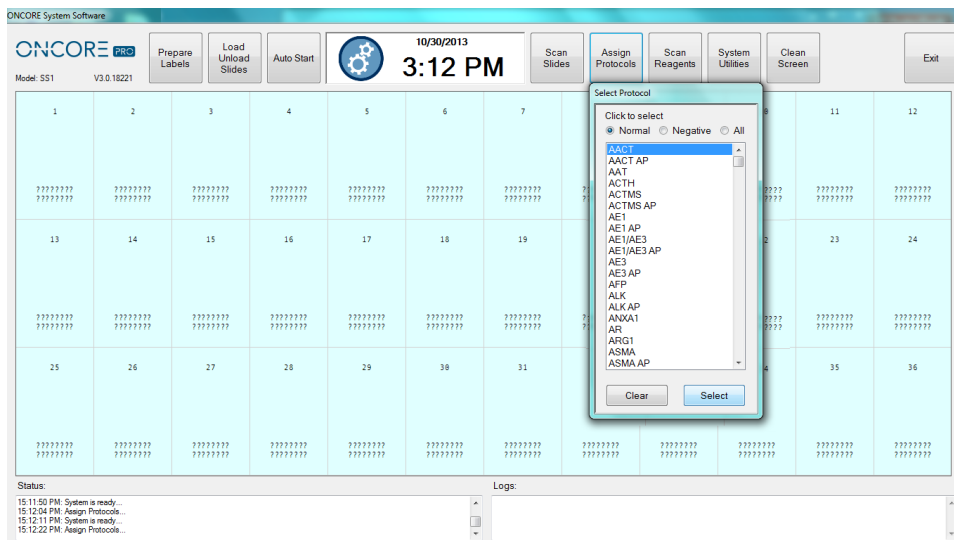 ONCORE System Software
ONCORE PRO
Model: SS1 V3.0.18221
Prepare Labels
Load Unload Slides
Auto Start
10/30/2013
3:12 PM
Scan Slides
Assign Protocols
Scan Reagents
System Utilities
Clean Screen
Exit
1 2 3 4 5 6 7 11 12
???????? ???????? ???????? ???????? ???????? ???????? ???????? ???????? ????????
???????? ???????? ???????? ???????? ???????? ???????? ???????? ???????? ????????
13 14 15 16 17 18 19 23 24
???????? ???????? ???????? ???????? ???????? ???????? ???????? ???????? ????????
???????? ???????? ???????? ???????? ???????? ???????? ???????? ???????? ????????
25 26 27 28 29 30 31 35 36
???????? ???????? ???????? ???????? ???????? ???????? ???????? ???????? ???????? ???????? ???????? ????????
???????? ???????? ???????? ???????? ???????? ???????? ???????? ???????? ???????? ???????? ???????? ????????
Select Protocol
Click to select
Normal Negative All
AACT
AACT AP
AAT
ACTH
ACTMS
ACTMS AP
AE1
AE1 AP
AE1/AE3
AE1/AE3 AP
AE3
AE3 AP
AFP
ALK
ALK AP
ANXA1
AR
ARG1
ASMA
ASMA AP
Clear Select
Status:
15:11:50 PM: System is ready...
15:12:04 PM: Assign Protocols...
15:12:11 PM: System is ready...
15:12:22 PM: Assign Protocols...
Logs: